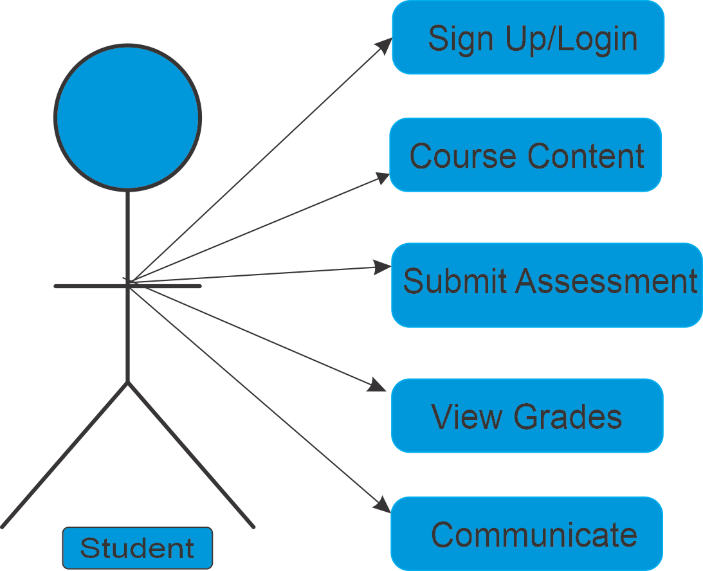 Sign Up/Login
Course Content
Submit Assessment
View Grades
Communicate
Student